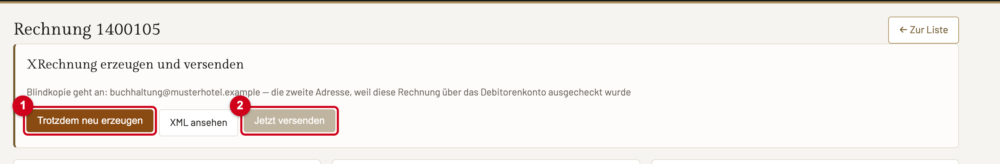 Rechnung 1400105
← Zur Liste
XRechnung erzeugen und versenden
Blindkopie geht an: buchhaltung@musterhotel.example — die zweite Adresse, weil diese Rechnung über das Debitorenkonto ausgecheckt wurde
1
Trotzdem neu erzeugen
XML ansehen
2
Jetzt versenden